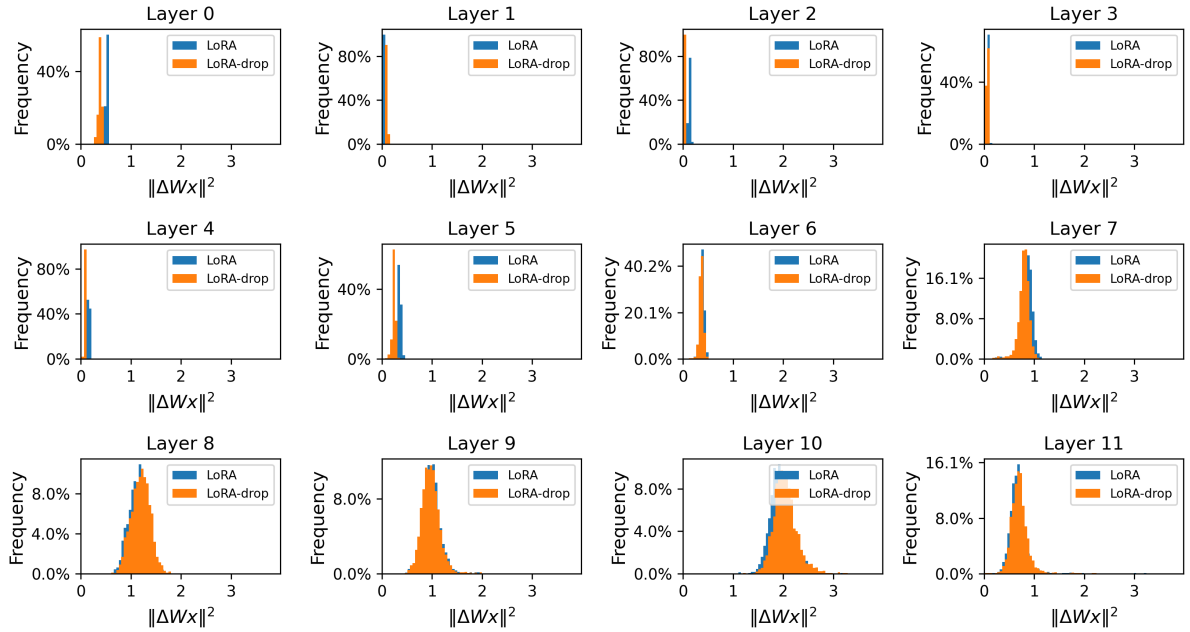 Layer 0
Frequency
40%
0%
0 1 2 3
‖ΔWx‖²
LoRA
LoRA-drop
Layer 1
Frequency
80%
40%
0%
0 1 2 3
‖ΔWx‖²
LoRA
LoRA-drop
Layer 2
Frequency
80%
40%
0%
0 1 2 3
‖ΔWx‖²
LoRA
LoRA-drop
Layer 3
Frequency
40%
0%
0 1 2 3
‖ΔWx‖²
LoRA
LoRA-drop
Layer 4
Frequency
80%
40%
0%
0 1 2 3
‖ΔWx‖²
LoRA
LoRA-drop
Layer 5
Frequency
40%
0%
0 1 2 3
‖ΔWx‖²
LoRA
LoRA-drop
Layer 6
Frequency
40.2%
20.1%
0.0%
0 1 2 3
‖ΔWx‖²
LoRA
LoRA-drop
Layer 7
Frequency
16.1%
8.0%
0.0%
0 1 2 3
‖ΔWx‖²
LoRA
LoRA-drop
Layer 8
Frequency
8.0%
4.0%
0.0%
0 1 2 3
‖ΔWx‖²
LoRA
LoRA-drop
Layer 9
Frequency
8.0%
0.0%
0 1 2 3
‖ΔWx‖²
LoRA
LoRA-drop
Layer 10
Frequency
8.0%
4.0%
0.0%
0 1 2 3
‖ΔWx‖²
LoRA
LoRA-drop
Layer 11
Frequency
16.1%
8.0%
0.0%
0 1 2 3
‖ΔWx‖²
LoRA
LoRA-drop